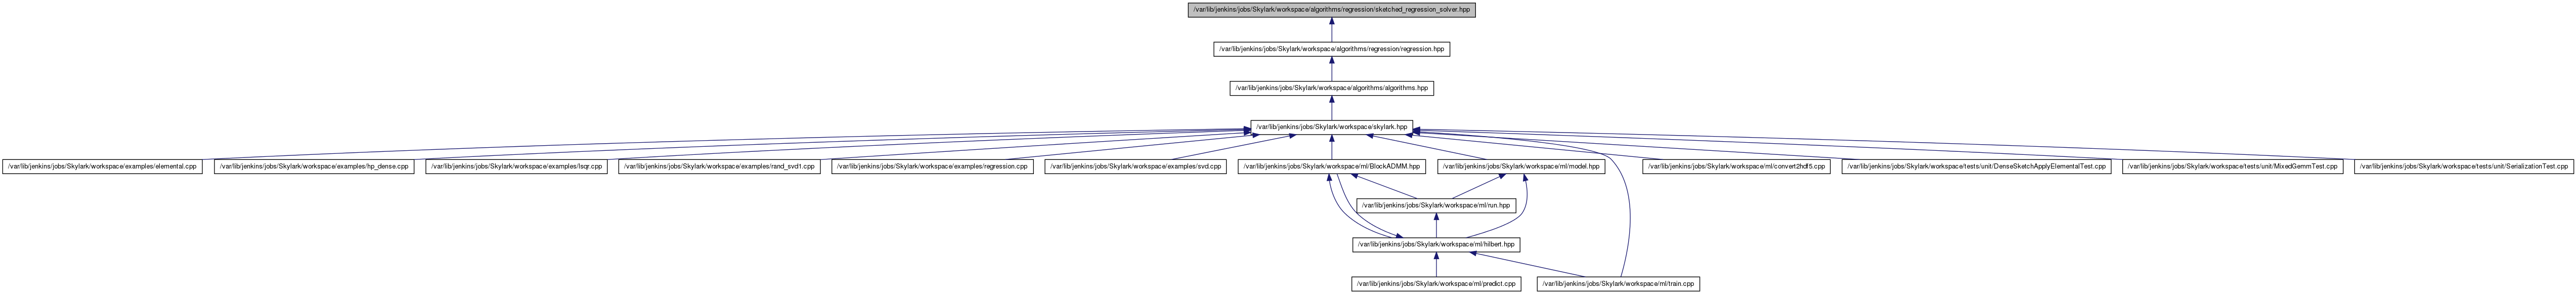 /var/lib/jenkins/jobs/Skylark/workspace/algorithms/regression/sketched_regression_solver.hpp
/var/lib/jenkins/jobs/Skylark/workspace/algorithms/regression/regression.hpp
/var/lib/jenkins/jobs/Skylark/workspace/algorithms/algorithms.hpp
/var/lib/jenkins/jobs/Skylark/workspace/skylark.hpp
/var/lib/jenkins/jobs/Skylark/workspace/examples/elemental.cpp
/var/lib/jenkins/jobs/Skylark/workspace/examples/hp_dense.cpp
/var/lib/jenkins/jobs/Skylark/workspace/examples/lsqr.cpp
/var/lib/jenkins/jobs/Skylark/workspace/examples/rand_svd1.cpp
/var/lib/jenkins/jobs/Skylark/workspace/examples/regression.cpp
/var/lib/jenkins/jobs/Skylark/workspace/examples/svd.cpp
/var/lib/jenkins/jobs/Skylark/workspace/ml/BlockADMM.hpp
/var/lib/jenkins/jobs/Skylark/workspace/ml/model.hpp
/var/lib/jenkins/jobs/Skylark/workspace/ml/convert2hdf5.cpp
/var/lib/jenkins/jobs/Skylark/workspace/tests/unit/DenseSketchApplyElementalTest.cpp
/var/lib/jenkins/jobs/Skylark/workspace/tests/unit/MixedGemmTest.cpp
/var/lib/jenkins/jobs/Skylark/workspace/tests/unit/SerializationTest.cpp
/var/lib/jenkins/jobs/Skylark/workspace/ml/run.hpp
/var/lib/jenkins/jobs/Skylark/workspace/ml/hilbert.hpp
/var/lib/jenkins/jobs/Skylark/workspace/ml/predict.cpp
/var/lib/jenkins/jobs/Skylark/workspace/ml/train.cpp